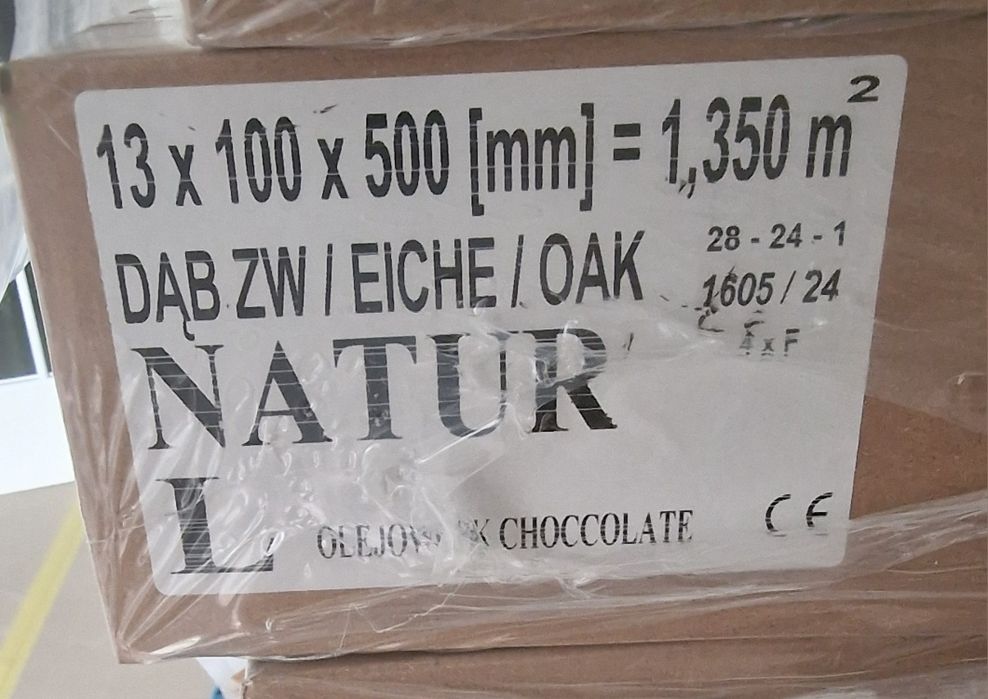 13 x 100 x 500 [mm] = 1,350 m²
DĄB ZW / EICHE / OAK
28 - 24 - 1
1605 / 24
4 x F
NATUR
L
CHOCCOLATE
CE